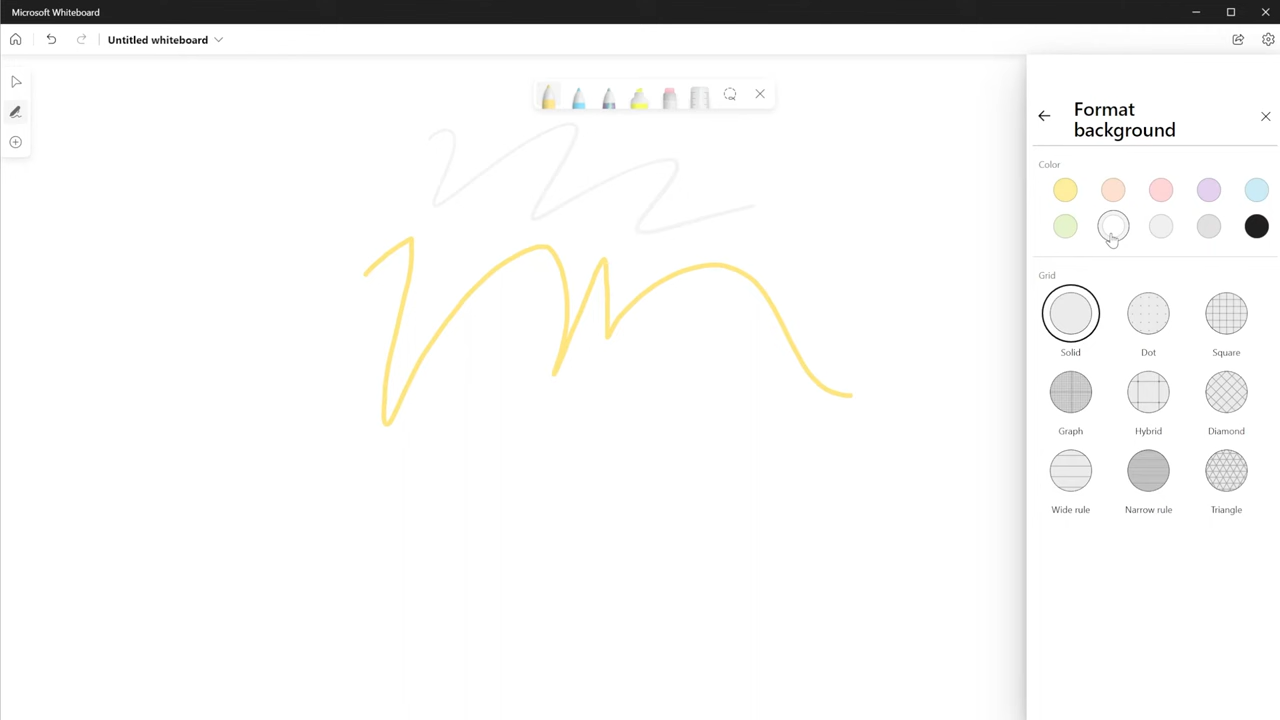 Microsoft Whiteboard
Untitled whiteboard
Format
background
Color
Grid
Solid Dot Square
Graph Hybrid Diamond
Wide rule Narrow rule Triangle